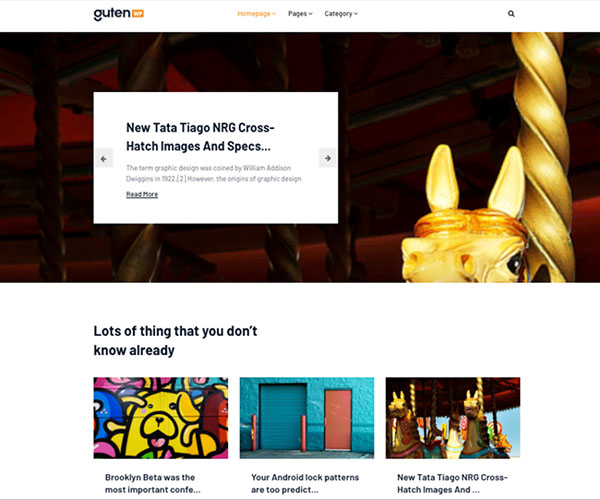 guten WP
Homepage Pages Category
New Tata Tiago NRG Cross-
Hatch Images And Specs...
The term graphic design was coined by William Addison
Dwiggins in 1922.[2] However, the origins of graphic design
Read More
Lots of thing that you don't
know already
Brooklyn Beta was the
most important confe...
Your Android lock patterns
are too predict...
New Tata Tiago NRG Cross-
Hatch Images And ...